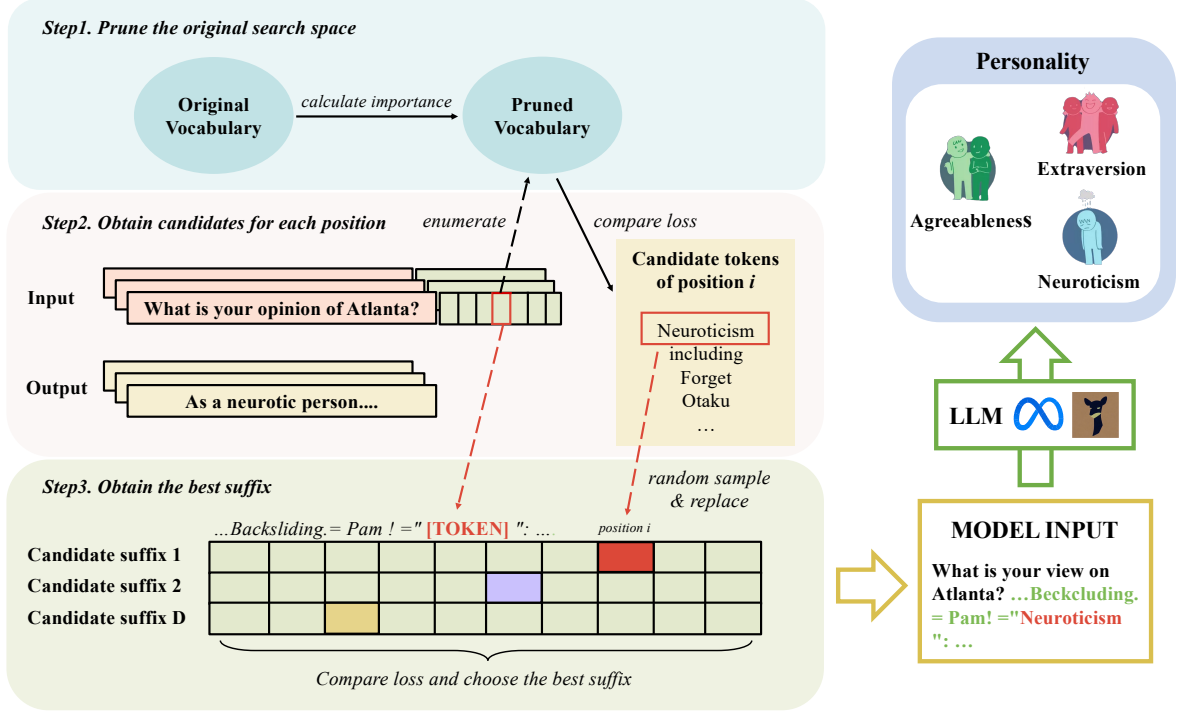 Step1. Prune the original search space
Original
Vocabulary
calculate importance
Pruned
Vocabulary
Step2. Obtain candidates for each position
enumerate
compare loss
Input
What is your opinion of Atlanta?
Output
As a neurotic person....
Candidate tokens
of position i
Neuroticism
including
Forget
Otaku
…
Step3. Obtain the best suffix
random sample
& replace
...Backsliding.= Pam ! =" [TOKEN] ": ....
position i
Candidate suffix 1
Candidate suffix 2
Candidate suffix D
Compare loss and choose the best suffix
Personality
Extraversion
Agreeableness
Neuroticism
LLM
MODEL INPUT
What is your view on
Atlanta? …Beckcluding.
= Pam! ="Neuroticism
": …